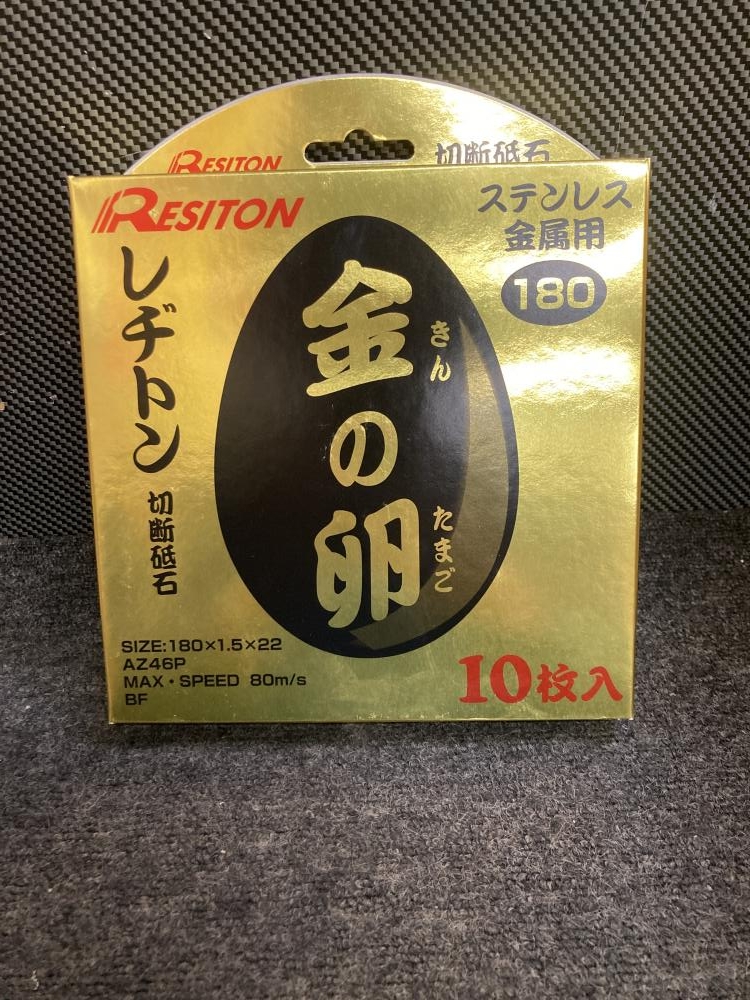 RESITON
切断砥石
RESITON
ステンレス
金属用
180
レヂトン
切断砥石
金の卵
きん
たまご
SIZE:180×1.5×22
AZ46P
MAX・SPEED 80m/s
BF
10枚入